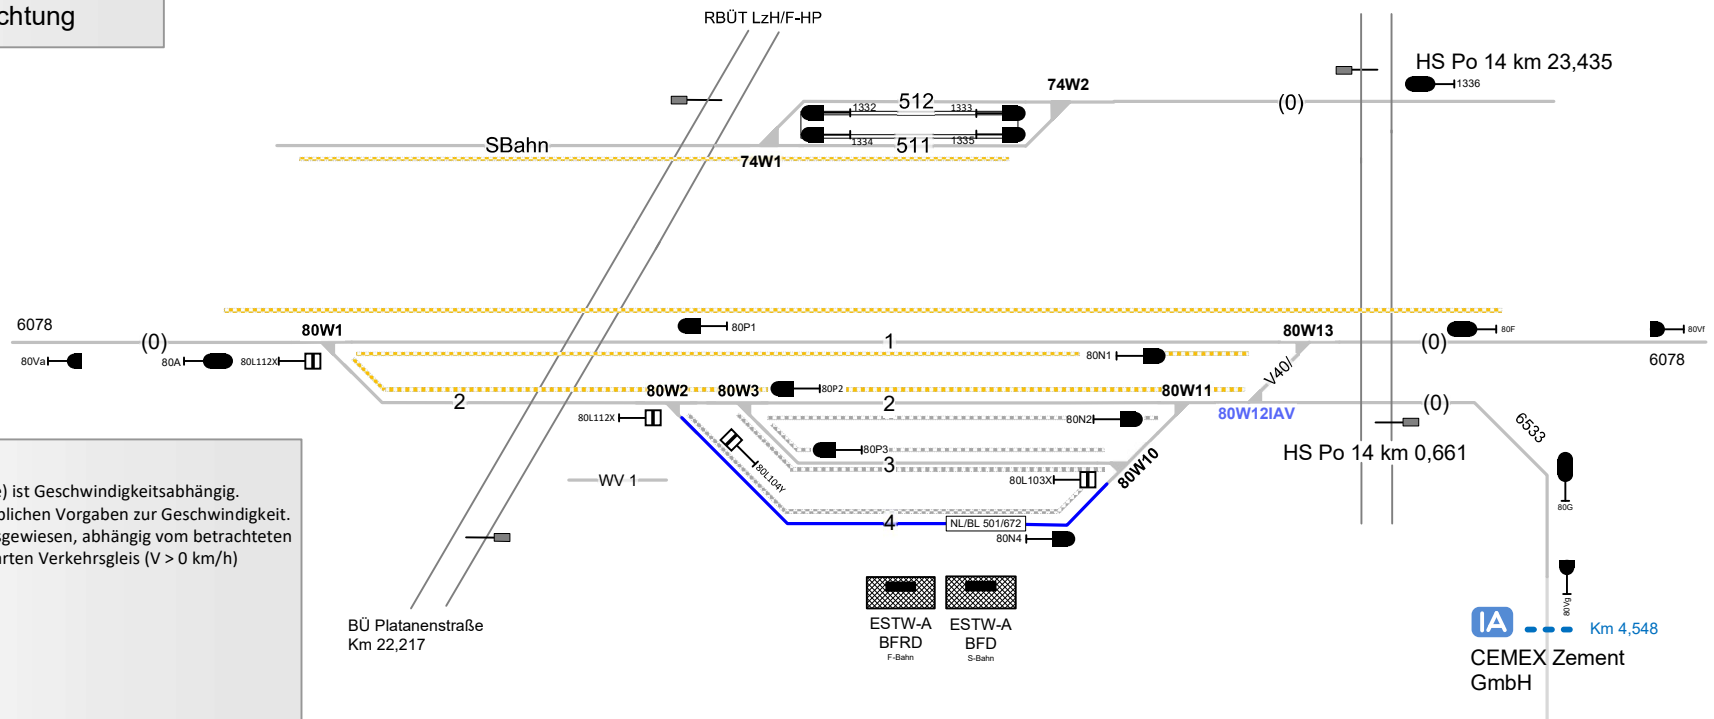 chtung
RBÜT LzH/F-HP
HS Po 14 km 23,435
74W2
1336
512
1332
1333
(0)
SBahn
1334
511
1335
74W1
6078
80W1
80P1
80W13
80F
80Vf
(0)
1
(0)
6078
80Va
80A
80L112X
80N1
V40/
80W2
80W3
80P2
80W11
2
2
(0)
80W12IAV
80L112X
80N2
6533
80P3
HS Po 14 km 0,661
3
80W10
80L104Y
80L103X
WV 1
e) ist Geschwindigkeitsabhängig.
blichen Vorgaben zur Geschwindigkeit.
sgewiesen, abhängig vom betrachteten
rten Verkehrsgleis (V > 0 km/h)
80G
4
NL/BL 501/672
80N4
80Vg
BÜ Platanenstraße
Km 22,217
ESTW-A
BFRD
F-Bahn
ESTW-A
BFD
S-Bahn
IA
Km 4,548
CEMEX Zement
GmbH